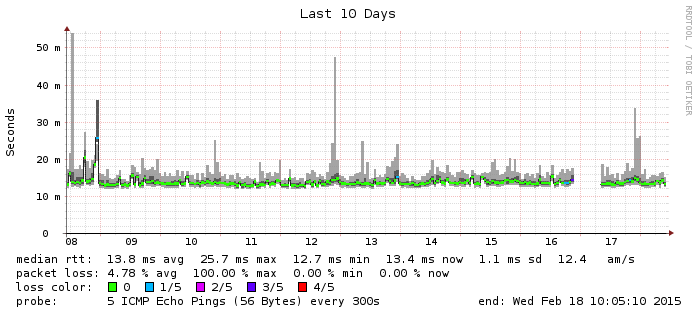 Last 10 Days
RRDTOOL / TOBI OETIKER
Seconds
50 m
40 m
30 m
20 m
10 m
0
08 09 10 11 12 13 14 15 16 17
median rtt: 13.8 ms avg 25.7 ms max 12.7 ms min 13.4 ms now 1.1 ms sd 12.4 am/s
packet loss: 4.78 % avg 100.00 % max 0.00 % min 0.00 % now
loss color: 0 1/5 2/5 3/5 4/5
probe: 5 ICMP Echo Pings (56 Bytes) every 300s end: Wed Feb 18 10:05:10 2015